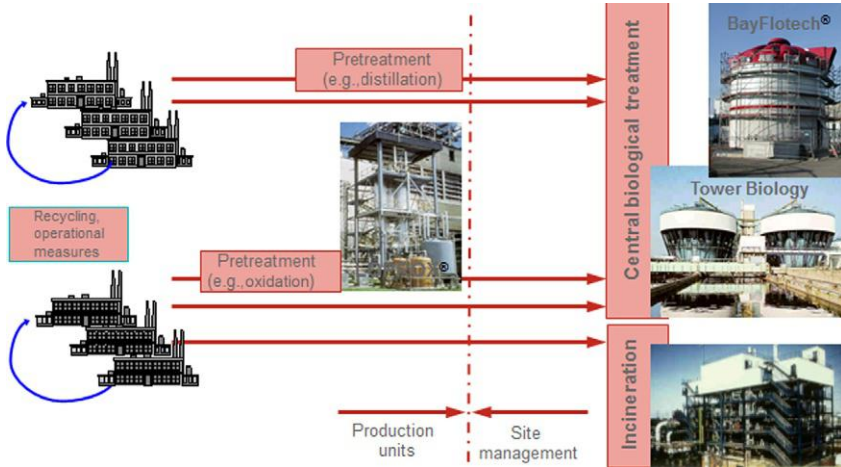 Pretreatment
(e.g.,distillation)
BayFlotech®
Central biological treatment
Tower Biology
Recycling,
operational
measures
Pretreatment
(e.g.,oxidation)
®
Production
units
Site
management
Incineration